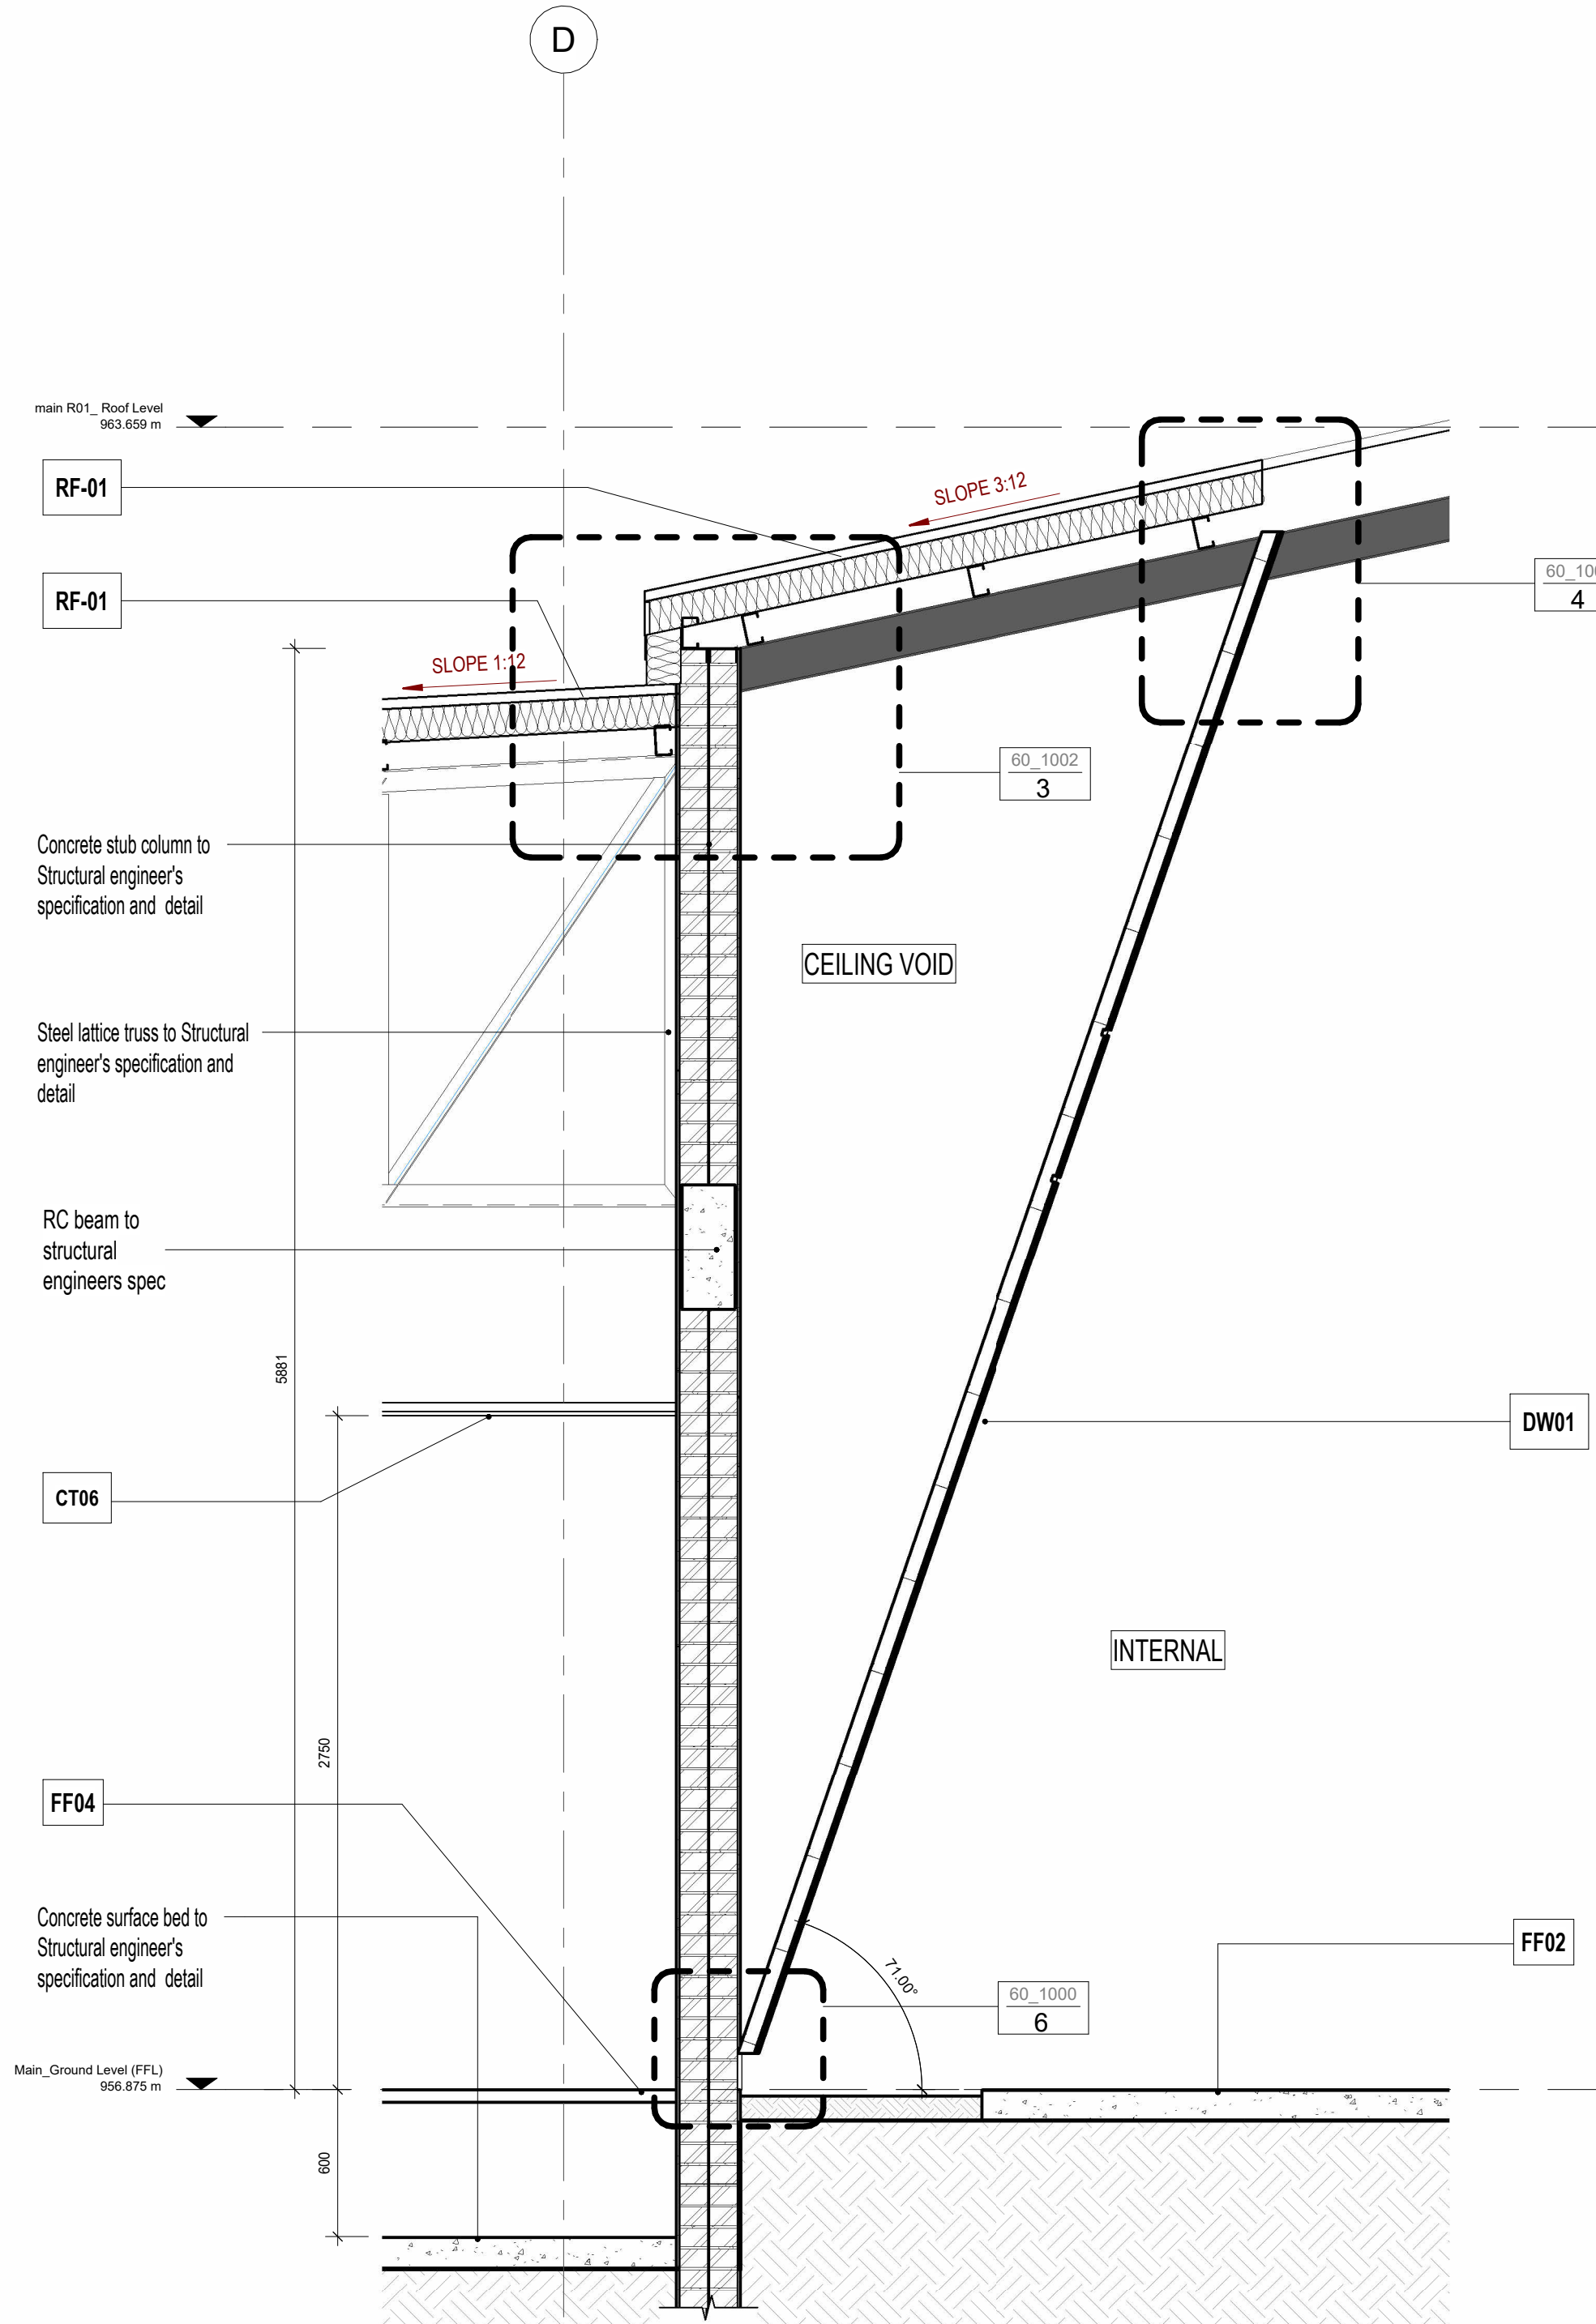 D
main R01_ Roof Level
963.659 m
RF-01
SLOPE 3:12
RF-01
4
SLOPE 1:12
60_1002
3
Concrete stub column to
Structural engineer's
specification and detail
CEILING VOID
Steel lattice truss to Structural
engineer's specification and
detail
RC beam to
structural
engineers spec
5881
DW01
CT06
INTERNAL
2750
FF04
Concrete surface bed to
Structural engineer's
specification and detail
FF02
71.00°
60_1000
6
Main_Ground Level (FFL)
956.875 m
600